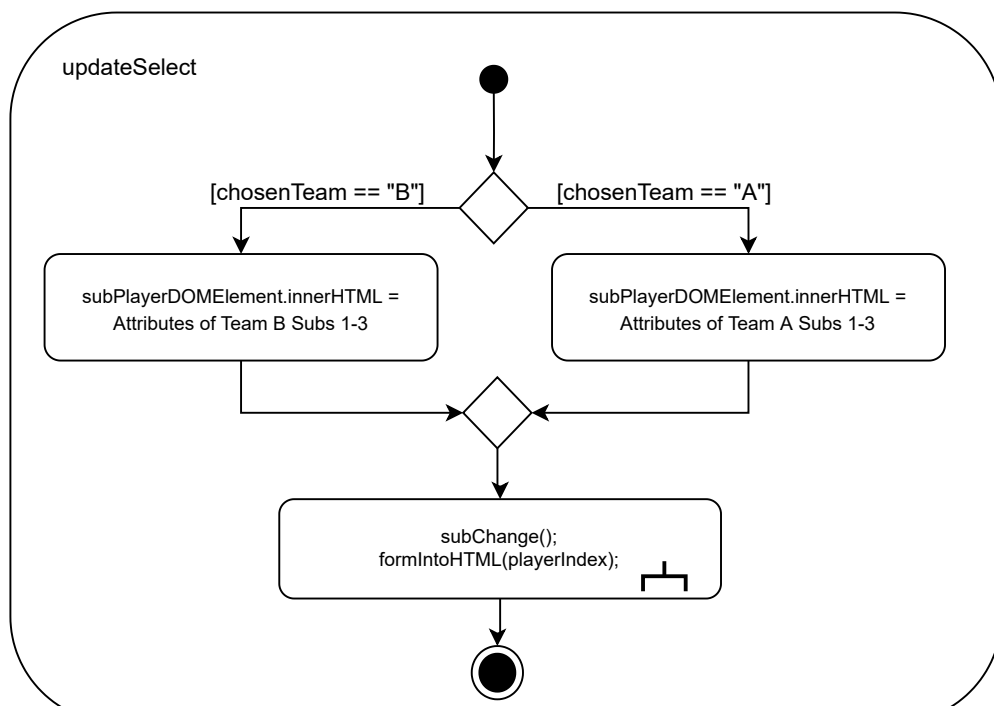 updateSelect
[chosenTeam == "B"]
[chosenTeam == "A"]
subPlayerDOMElement.innerHTML =
Attributes of Team B Subs 1-3
subPlayerDOMElement.innerHTML =
Attributes of Team A Subs 1-3
subChange();
formIntoHTML(playerIndex);